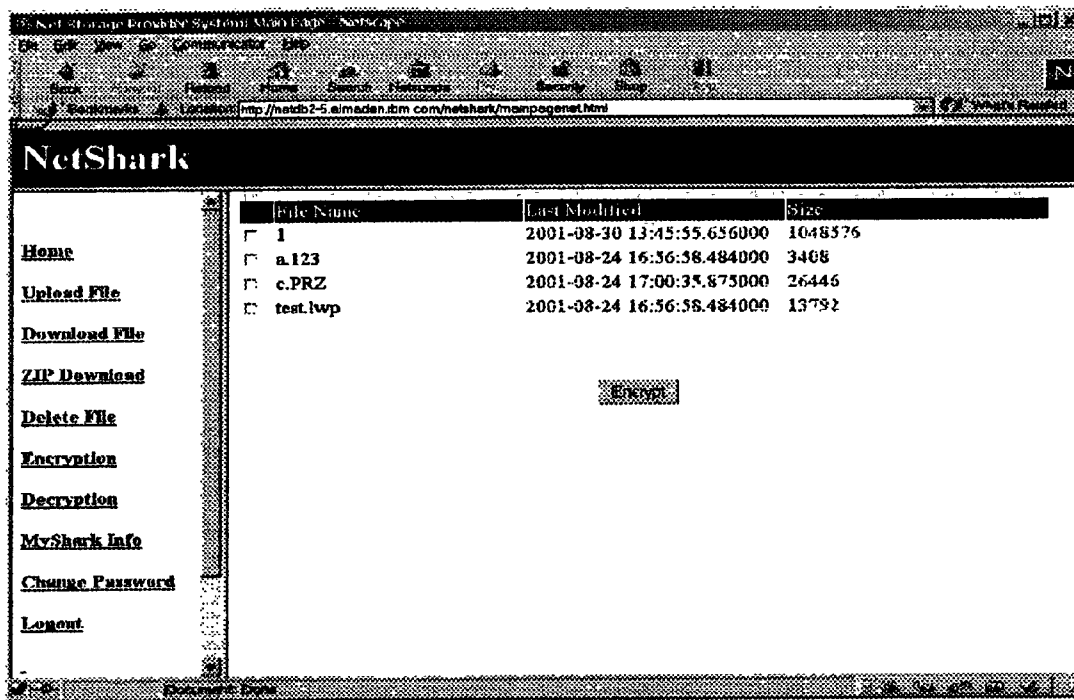 Net Storage Provider System: Main Page - Netscape
File Edit View Go Communicator Help
Back Reload Home Search Netscape Security Shop
Bookmarks Location: http://netdb2-5.almaden.ibm.com/netshark/mainpagenet.html What's Related
NetShark
File Name Last Modified Size
1 2001-08-30 13:45:55.656000 1048576
a.123 2001-08-24 16:56:58.484000 3408
c.PRZ 2001-08-24 17:00:35.875000 26446
test.lwp 2001-08-24 16:56:58.484000 13792
Encrypt
Home
Upload File
Download File
ZIP Download
Delete File
Encryption
Decryption
MyShark Info
Change Password
Logout
Document: Done